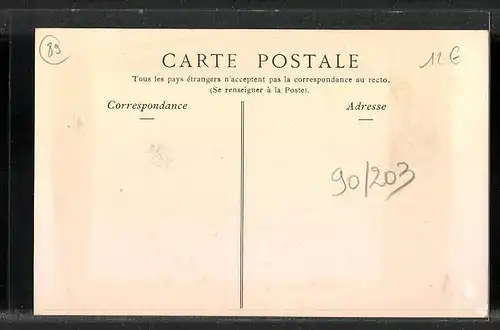 89
12 €
CARTE POSTALE
Tous les pays étrangers n'acceptent pas la correspondance au recto.
(Se renseigner à la Poste).
Correspondance
Adresse
90/203